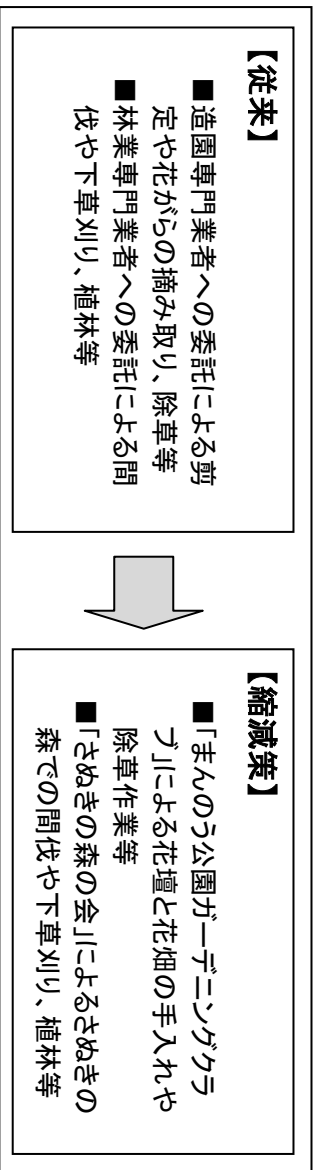 【従来】
■造園専門業者への委託による剪
定や花がらの摘み取り、除草等
■林業専門業者への委託による間
伐や下草刈り、植林等
【縮減策】
■「まんのう公園ガーデニングクラ
ブ」による花壇と花畑の手入れや
除草作業等
■「さぬきの森の会」によるさぬきの
森での間伐や下草刈り、植林等